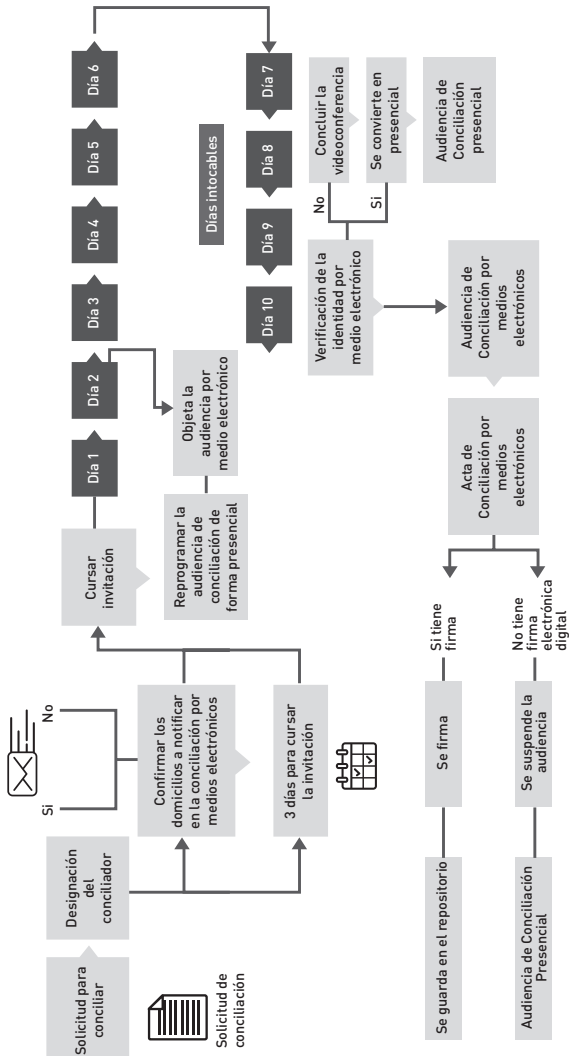 Solicitud para
conciliar
Solicitud de
conciliación
Designación
del
conciliador
Si
No
Confirmar los
domicilios a notificar
en la conciliación por
medios electrónicos
3 días para cursar
la invitación
Cursar
invitación
Reprogramar la
audiencia de
conciliación de
forma presencial
Objeta la
audiencia por
medio electrónico
Día 1
Día 2
Día 3
Día 4
Día 5
Día 6
Días intocables
Día 7
Día 8
Día 9
Día 10
Verificación de la
identidad por
medio electrónico
No
Si
Concluir la
videoconferencia
Se convierte en
presencial
Audiencia de
Conciliación
presencial
Audiencia de
Conciliación por
medios
electrónicos
Acta de
Conciliación por
medios
electrónicos
Si tiene
firma
No tiene
firma
electrónica
digital
Se firma
Se suspende la
audiencia
Se guarda en el repositorio
Audiencia de Conciliación
Presencial